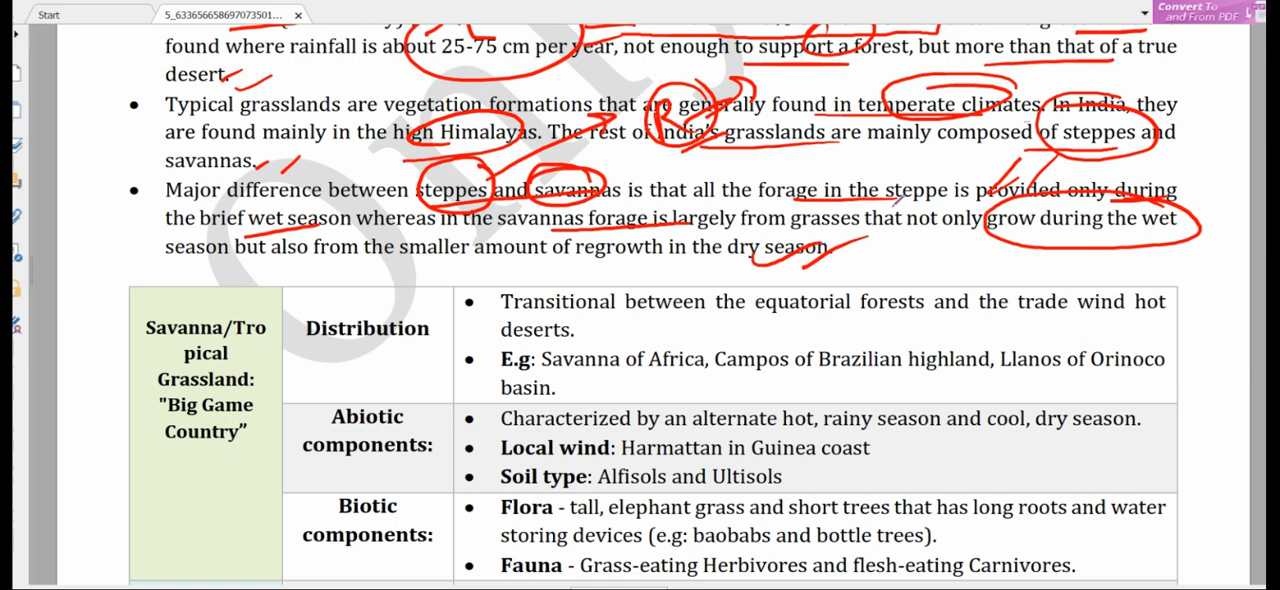 Start
5_633656658697073501...
Convert To
and From PDF
found where rainfall is about 25-75 cm per year, not enough to support a forest, but more than that of a true
desert.
• Typical grasslands are vegetation formations that are generally found in temperate climates. In India, they
are found mainly in the high Himalayas. The rest of India's grasslands are mainly composed of steppes and
savannas.
• Major difference between steppes and savannas is that all the forage in the steppe is provided only during
the brief wet season whereas in the savannas forage is largely from grasses that not only grow during the wet
season but also from the smaller amount of regrowth in the dry season.
Savanna/Tro
pical
Grassland:
"Big Game
Country”
Distribution
• Transitional between the equatorial forests and the trade wind hot
deserts.
• E.g: Savanna of Africa, Campos of Brazilian highland, Llanos of Orinoco
basin.
Abiotic
components:
• Characterized by an alternate hot, rainy season and cool, dry season.
• Local wind: Harmattan in Guinea coast
• Soil type: Alfisols and Ultisols
Biotic
components:
• Flora - tall, elephant grass and short trees that has long roots and water
storing devices (e.g: baobabs and bottle trees).
• Fauna - Grass-eating Herbivores and flesh-eating Carnivores.